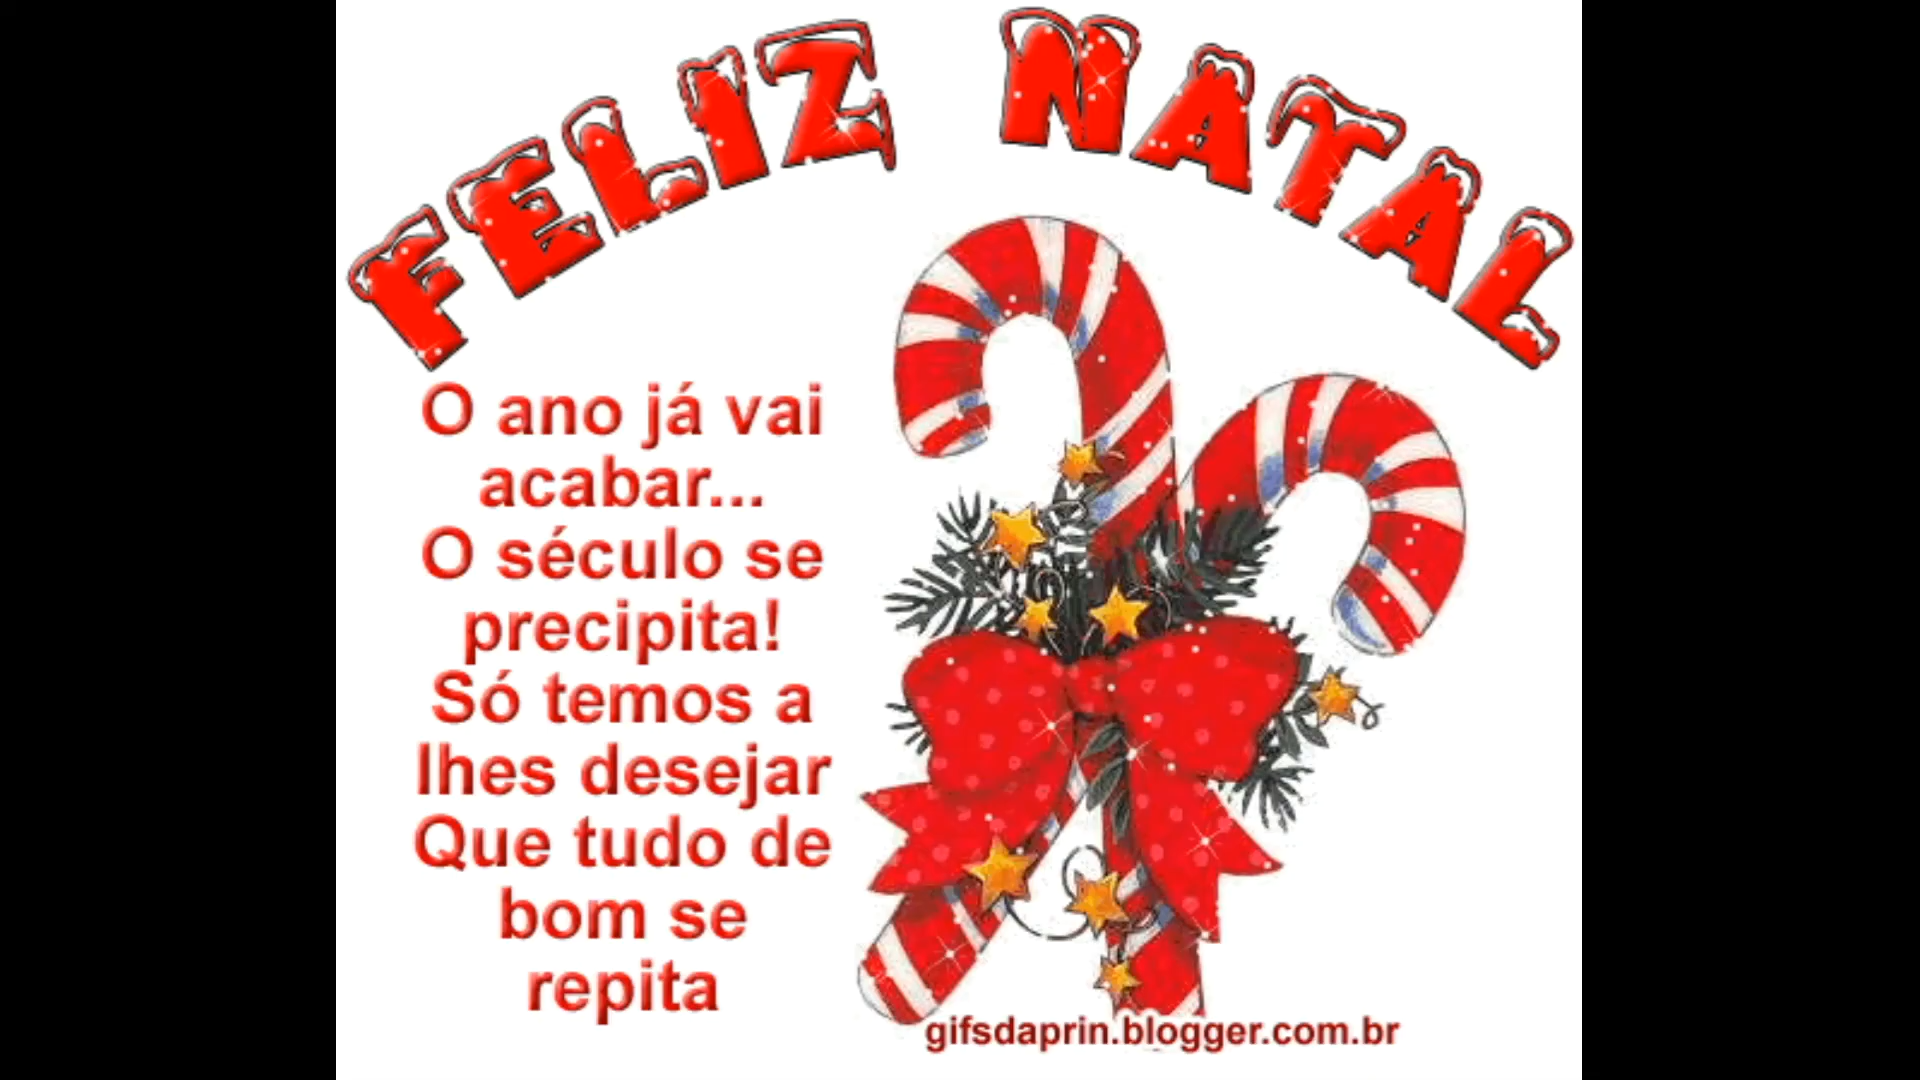 FELIZ NATAL
O ano já vai
acabar...
O século se
precipita!
Só temos a
lhes desejar
Que tudo de
bom se
repita
gifsdaprin.blogger.com.br